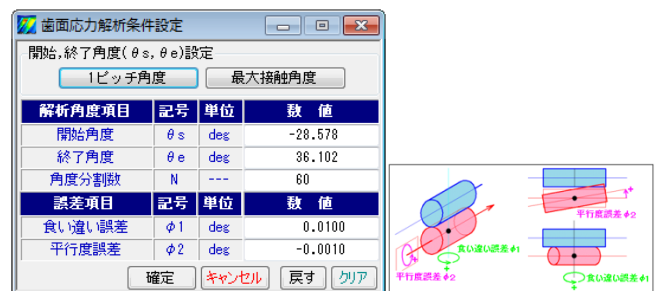 歯面応力解析条件設定
開始,終了角度(θs,θe)設定
1ピッチ角度 最大接触角度
解析角度項目 記号 単位 数 値
開始角度 θs deg -28.578
終了角度 θe deg 36.102
角度分割数 N --- 60
誤差項目 記号 単位 数 値
食い違い誤差 φ1 deg 0.0100
平行度誤差 φ2 deg -0.0010
確定 キャンセル 戻す クリア
平行度誤差φ2
食い違い誤差φ1
平行度誤差φ2
食い違い誤差φ1